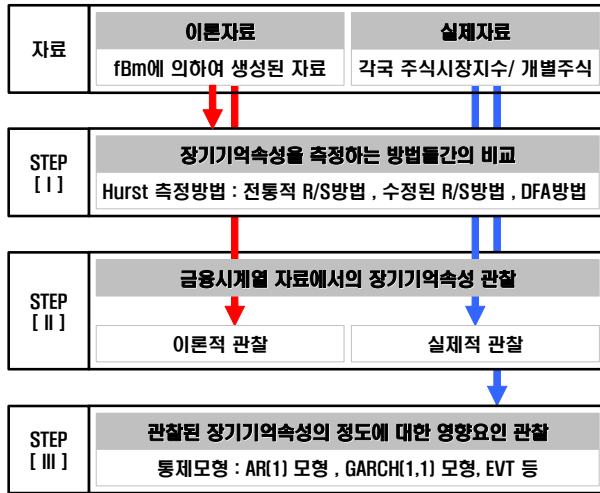 자료
이론자료
fBm에 의하여 생성된 자료
실제자료
각국 주식시장지수/ 개별주식
STEP
[ I ]
장기기억속성을 측정하는 방법들간의 비교
Hurst 측정방법 : 전통적 R/S방법 , 수정된 R/S방법 , DFA방법
STEP
[ II ]
금융시계열 자료에서의 장기기억속성 관찰
이론적 관찰
실제적 관찰
STEP
[ III ]
관찰된 장기기억속성의 정도에 대한 영향요인 관찰
통제모형 : AR(1) 모형 , GARCH(1,1) 모형, EVT 등